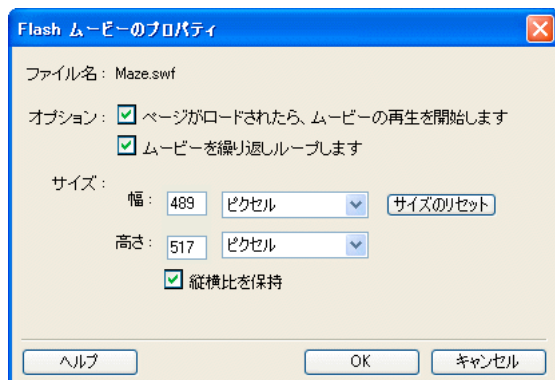 Flash ムービーのプロパティ
ファイル名： Maze.swf
オプション： ページがロードされたら、ムービーの再生を開始します
ムービーを繰り返しループします
サイズ：
幅： 489 ピクセル サイズのリセット
高さ： 517 ピクセル
縦横比を保持
ヘルプ OK キャンセル